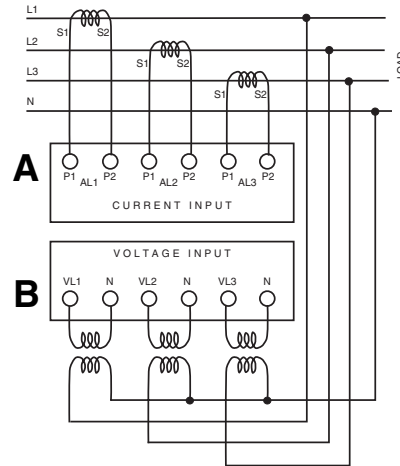 L1
S1 S2
L2
S1 S2
L3
S1 S2
N
LOAD
A
P1 AL1 P2 P1 AL2 P2 P1 AL3 P2
CURRENT INPUT
B
VOLTAGE INPUT
VL1 N VL2 N VL3 N